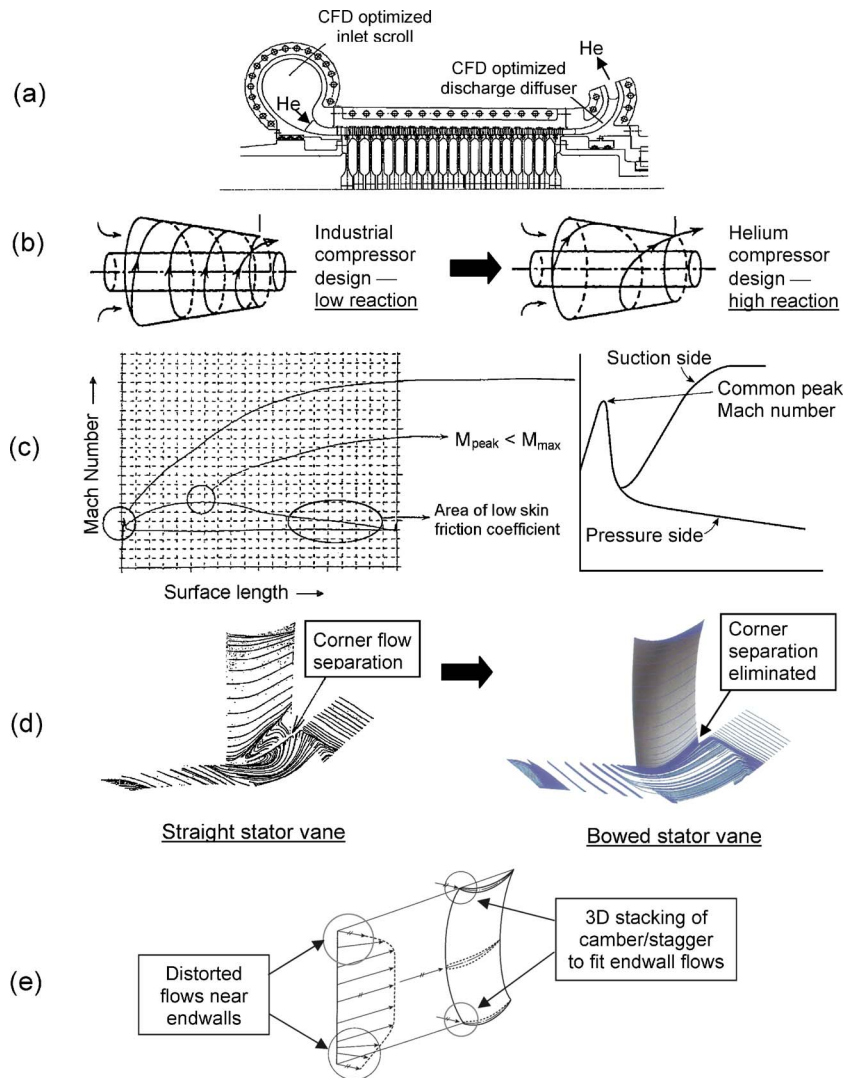 (a)
CFD optimized
inlet scroll
He
He
CFD optimized
discharge diffuser
(b)
Industrial
compressor
design —
low reaction
Helium
compressor
design —
high reaction
(c)
Mach Number →
Surface length →
Mpeak < Mmax
Area of low skin
friction coefficient
Suction side
Common peak
Mach number
Pressure side
(d)
Corner flow
separation
Straight stator vane
Corner
separation
eliminated
Bowed stator vane
(e)
Distorted
flows near
endwalls
3D stacking of
camber/stagger
to fit endwall flows